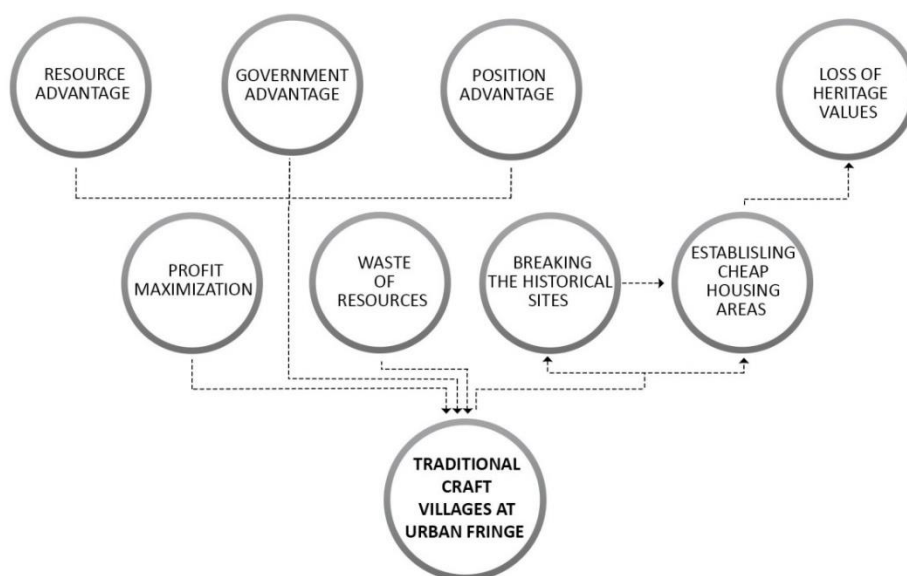 RESOURCE
ADVANTAGE
GOVERNMENT
ADVANTAGE
POSITION
ADVANTAGE
LOSS OF
HERITAGE
VALUES
PROFIT
MAXIMIZATION
WASTE
OF
RESOURCES
BREAKING
THE HISTORICAL
SITES
ESTABLISLING
CHEAP
HOUSING
AREAS
TRADITIONAL
CRAFT
VILLAGES AT
URBAN FRINGE